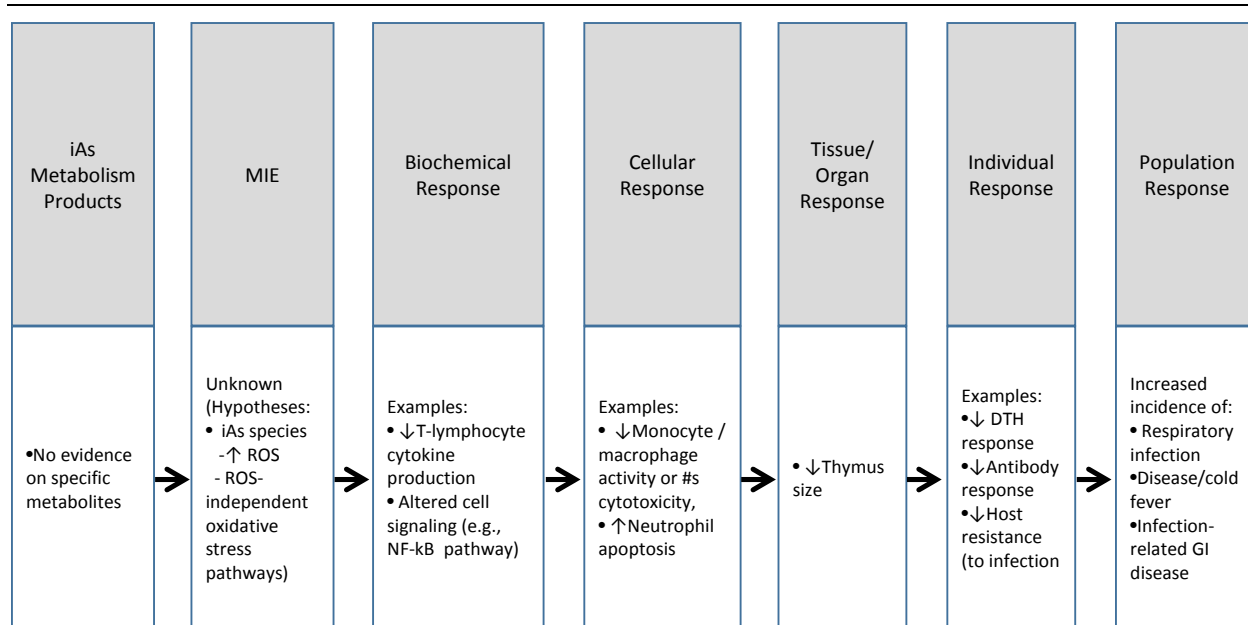 iAs
Metabolism
Products
MIE
Biochemical
Response
Cellular
Response
Tissue/
Organ
Response
Individual
Response
Population
Response
•No evidence
on specific
metabolites
Unknown
(Hypotheses:
• iAs species
-↑ ROS
- ROS-
independent
oxidative
stress
pathways)
Examples:
• ↓T-lymphocyte
cytokine
production
• Altered cell
signaling (e.g.,
NF-kB pathway)
Examples:
• ↓Monocyte /
macrophage
activity or #s
cytotoxicity,
• ↑Neutrophil
apoptosis
• ↓Thymus
size
Examples:
•↓ DTH
response
•↓Antibody
response
•↓Host
resistance
(to infection
Increased
incidence of:
• Respiratory
infection
•Disease/cold
fever
•Infection-
related GI
disease